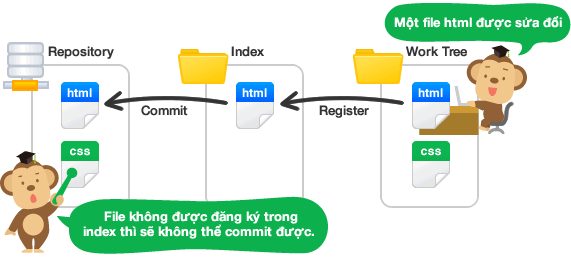 Một file html được sửa đổi
Repository
Index
Work Tree
html
html
html
Commit
Register
css
css
File không được đăng ký trong
index thì sẽ không thể commit được.